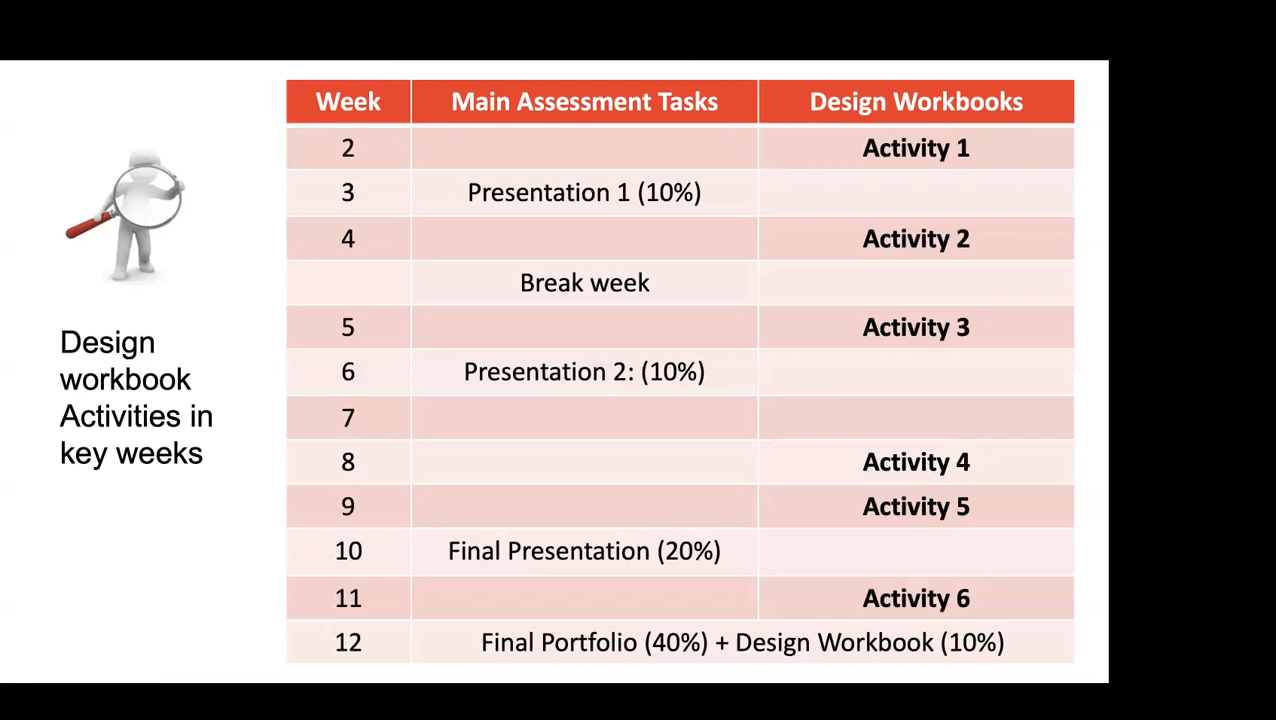 Week Main Assessment Tasks Design Workbooks
2 Activity 1
3 Presentation 1 (10%)
4 Activity 2
Break week
5 Activity 3
6 Presentation 2: (10%)
7
8 Activity 4
9 Activity 5
10 Final Presentation (20%)
11 Activity 6
12 Final Portfolio (40%) + Design Workbook (10%)
Design
workbook
Activities in
key weeks